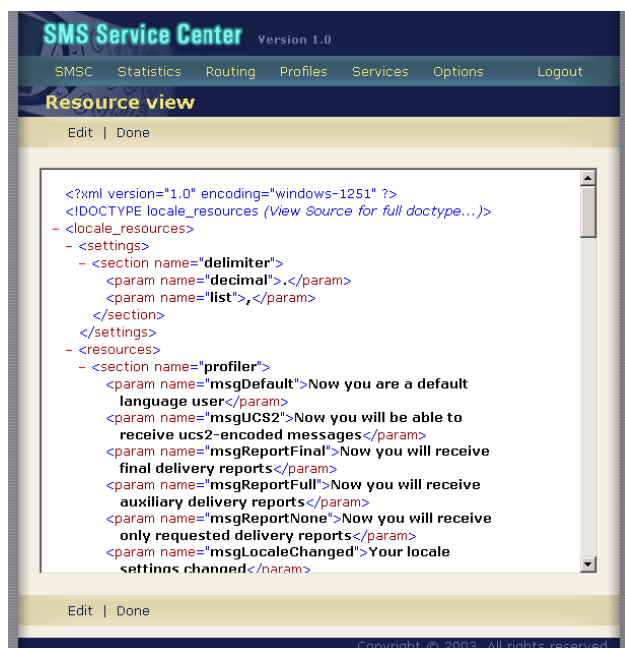 SMS Service Center Version 1.0
SMSC Statistics Routing Profiles Services Options Logout
Resource view
Edit | Done
<?xml version="1.0" encoding="windows-1251" ?>
<!DOCTYPE locale_resources (View Source for full doctype...)>
- <locale_resources>
- <settings>
- <section name="delimiter">
<param name="decimal">.</param>
<param name="list">,</param>
</section>
</settings>
- <resources>
- <section name="profiler">
<param name="msgDefault">Now you are a default
language user</param>
<param name="msgUCS2">Now you will be able to
receive ucs2-encoded messages</param>
<param name="msgReportFinal">Now you will receive
final delivery reports</param>
<param name="msgReportFull">Now you will receive
auxiliary delivery reports</param>
<param name="msgReportNone">Now you will receive
only requested delivery reports</param>
<param name="msgLocaleChanged">Your locale
settings changed</param>
Edit | Done
Copyright © 2003. All rights reserved